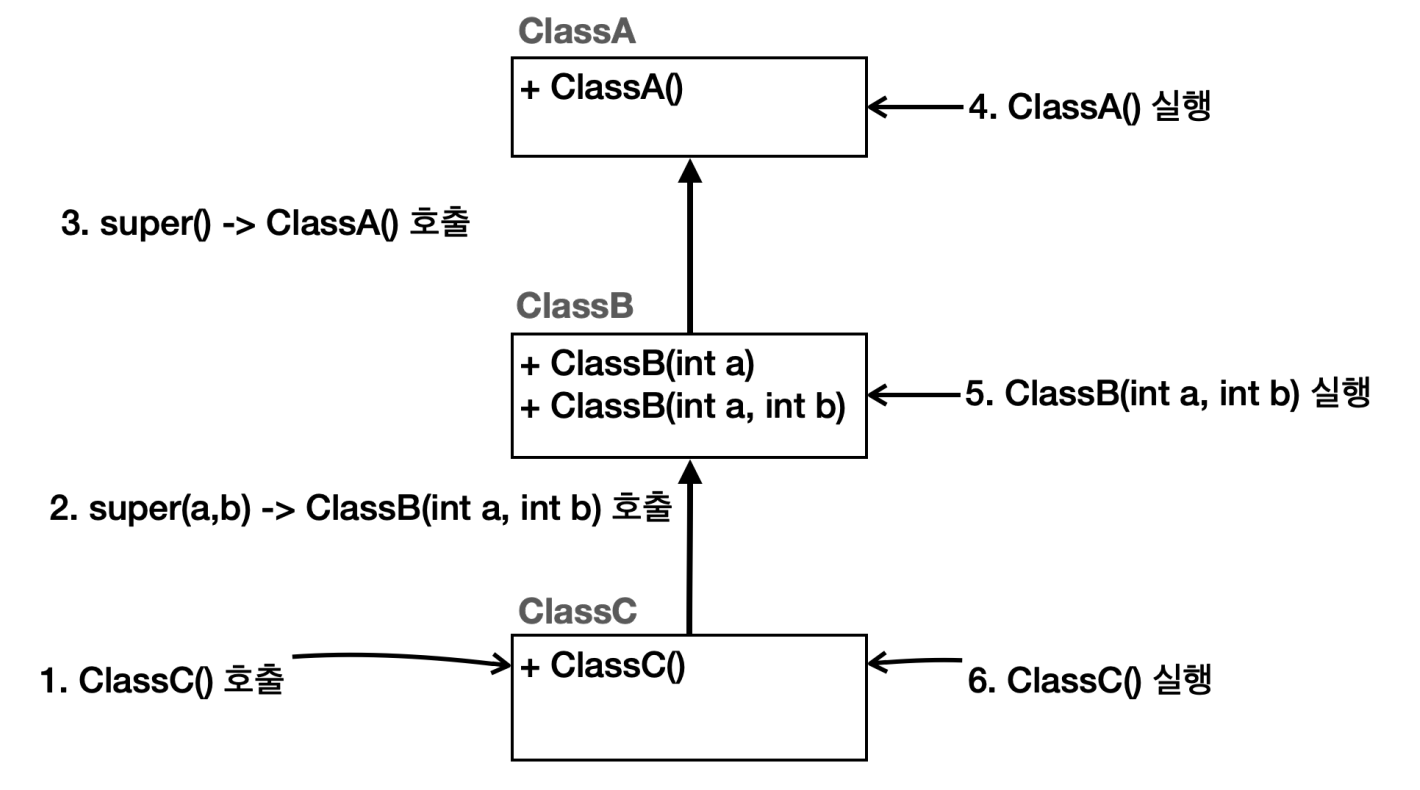 ClassA
+ ClassA()
4. ClassA() 실행
3. super() -> ClassA() 호출
ClassB
+ ClassB(int a)
+ ClassB(int a, int b)
5. ClassB(int a, int b) 실행
2. super(a,b) -> ClassB(int a, int b) 호출
ClassC
+ ClassC()
1. ClassC() 호출
6. ClassC() 실행